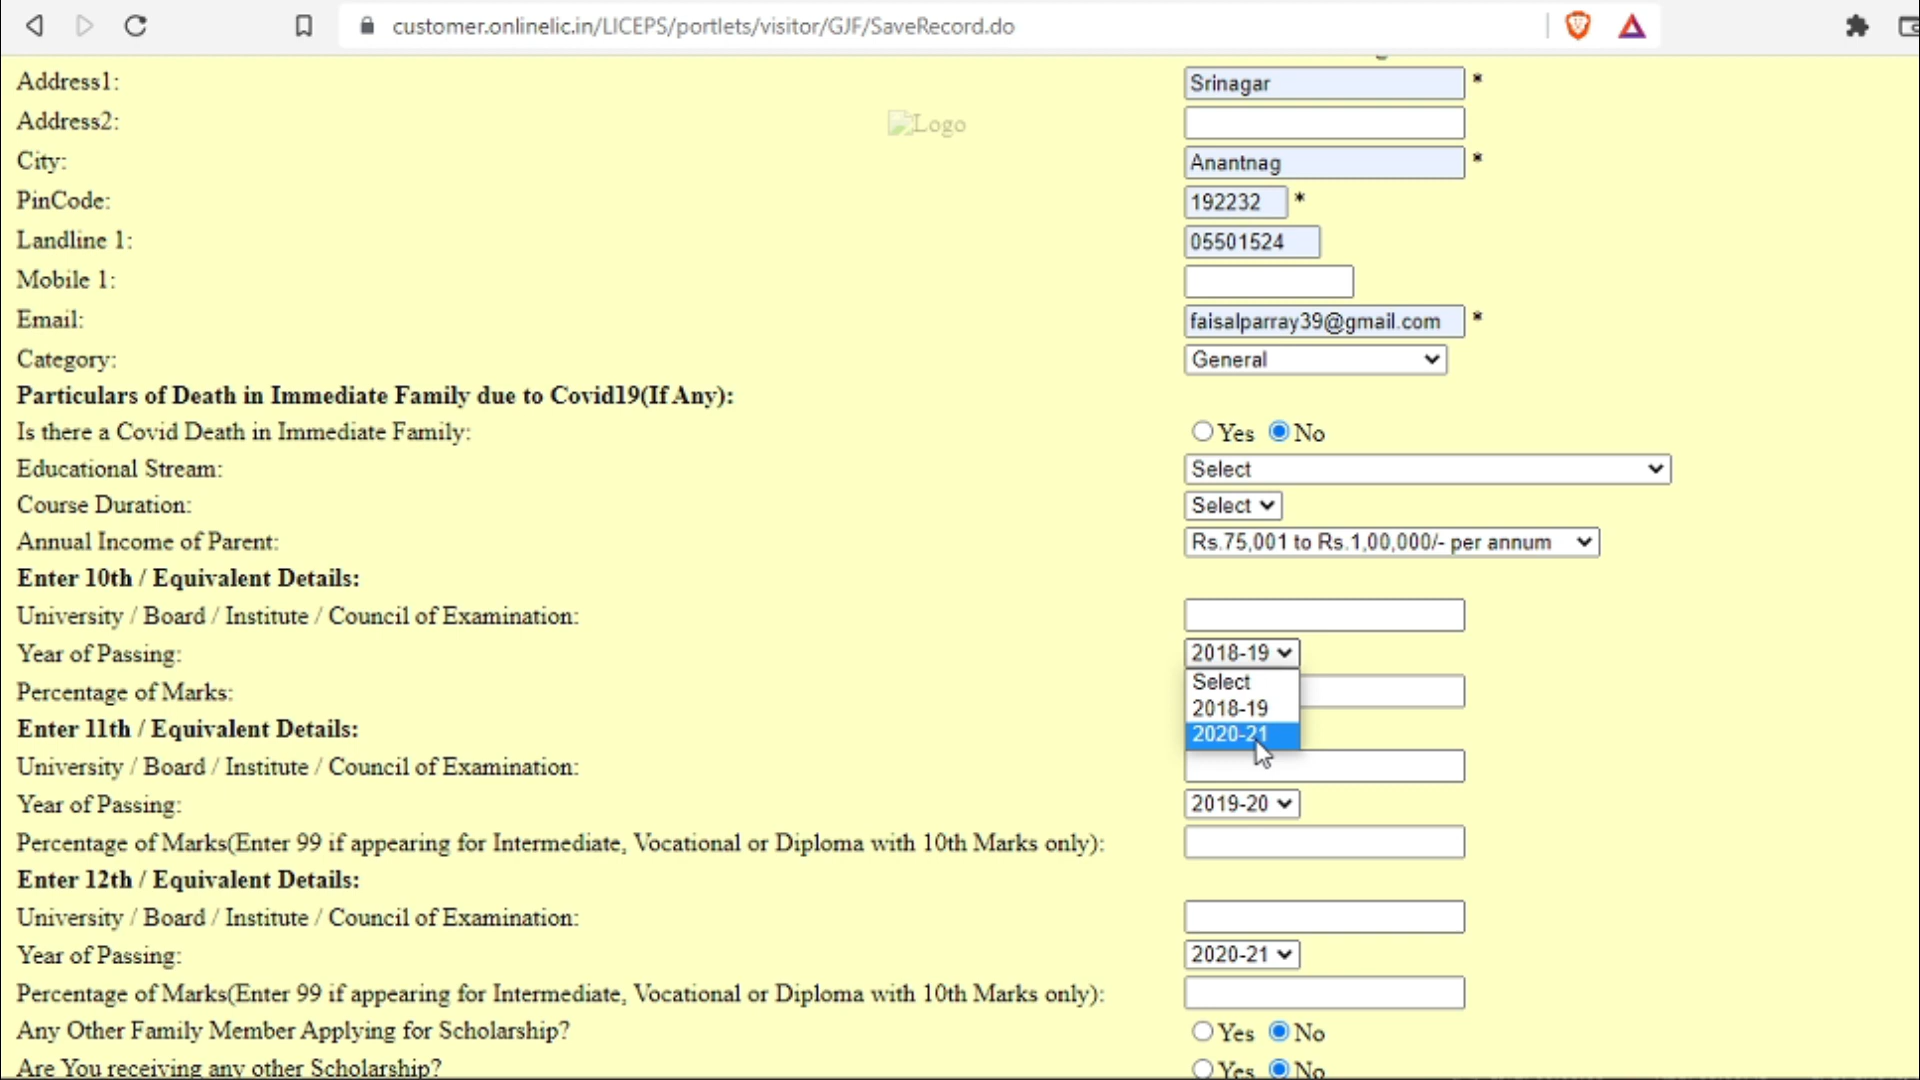 customer.onlinelic.in/LICEPS/portlets/visitor/GJF/SaveRecord.do
Address1: Srinagar *
Address2:
Logo
City: Anantnag *
PinCode: 192232 *
Landline 1: 05501524
Mobile 1:
Email: faisalparray39@gmail.com *
Category: General
Particulars of Death in Immediate Family due to Covid19(If Any):
Is there a Covid Death in Immediate Family: Yes No
Educational Stream: Select
Course Duration: Select
Annual Income of Parent: Rs.75,001 to Rs.1,00,000/- per annum
Enter 10th / Equivalent Details:
University / Board / Institute / Council of Examination:
Year of Passing: 2018-19
Select
Percentage of Marks:
2018-19
Enter 11th / Equivalent Details:
2020-21
University / Board / Institute / Council of Examination:
Year of Passing: 2019-20
Percentage of Marks(Enter 99 if appearing for Intermediate, Vocational or Diploma with 10th Marks only):
Enter 12th / Equivalent Details:
University / Board / Institute / Council of Examination:
Year of Passing: 2020-21
Percentage of Marks(Enter 99 if appearing for Intermediate, Vocational or Diploma with 10th Marks only):
Any Other Family Member Applying for Scholarship? Yes No
Are You receiving any other Scholarship? Yes No